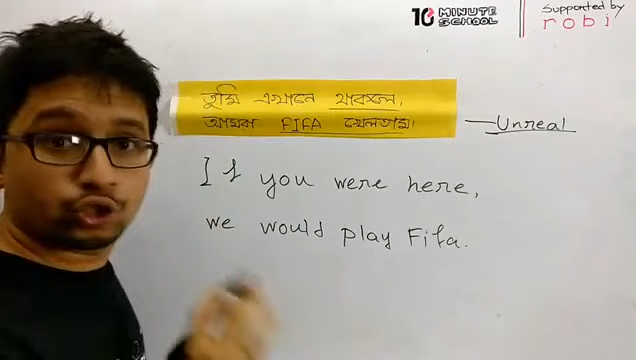 10 MINUTE SCHOOL
Supported by
robi
তুমি এখানে থাকলে,
আমরা FIFA খেলতাম।
— Unreal
If you were here,
we would play Fifa.